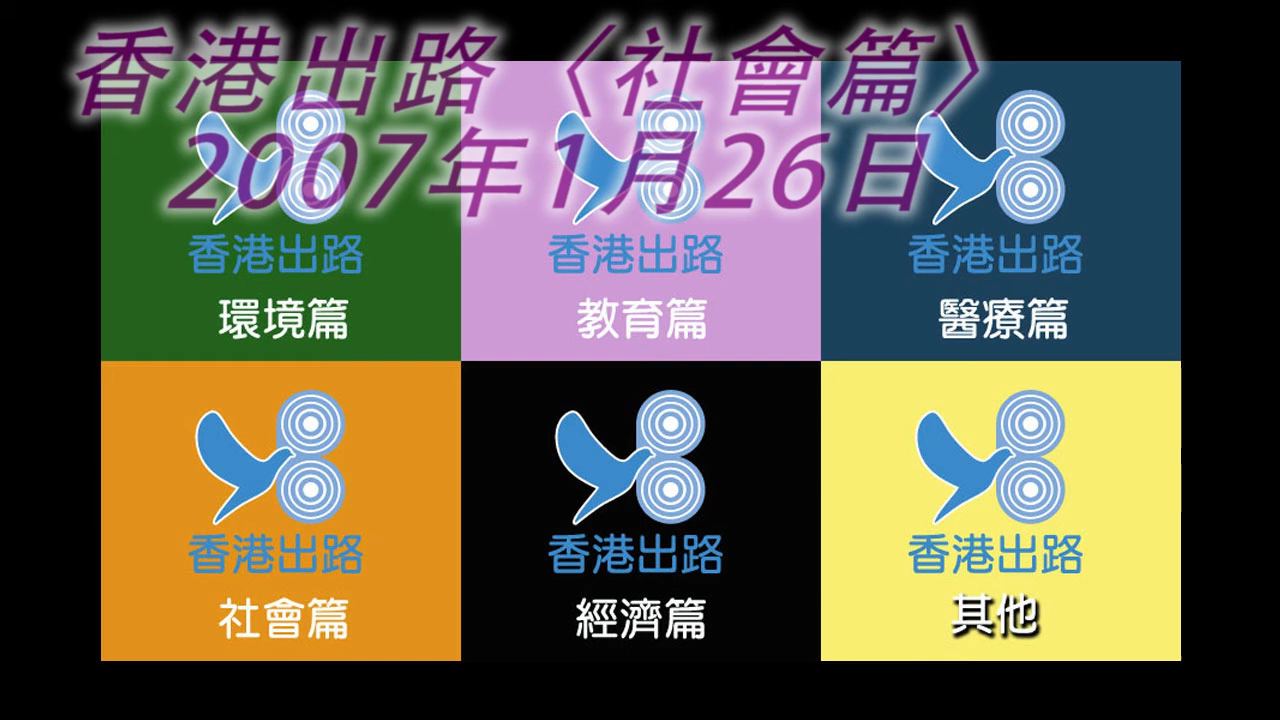 香港出路〈社會篇〉
2007年1月26日
香港出路 香港出路 香港出路
環境篇 教育篇 醫療篇
香港出路 香港出路 香港出路
社會篇 經濟篇 其他